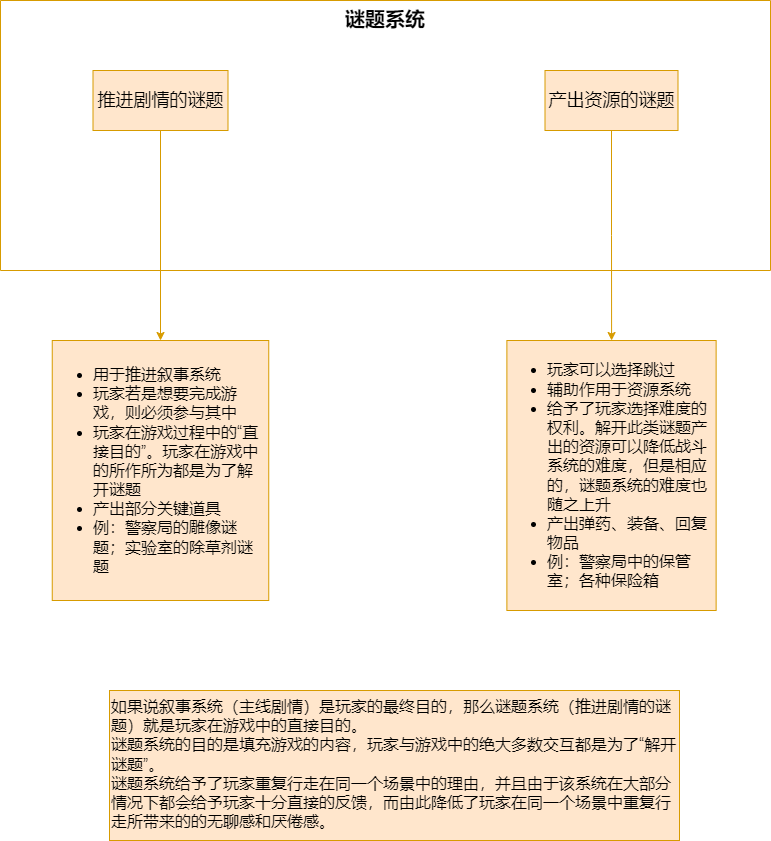 谜题系统
推进剧情的谜题
产出资源的谜题
用于推进叙事系统
玩家若是想要完成游
戏，则必须参与其中
玩家在游戏过程中的“直
接目的”。玩家在游戏中
的所作所为都是为了解
开谜题
产出部分关键道具
例：警察局的雕像谜
题；实验室的除草剂谜
题
玩家可以选择跳过
辅助作用于资源系统
给予了玩家选择难度的
权利。解开此类谜题产
出的资源可以降低战斗
系统的难度，但是相应
的，谜题系统的难度也
随之上升
产出弹药、装备、回复
物品
例：警察局中的保管
室；各种保险箱
如果说叙事系统（主线剧情）是玩家的最终目的，那么谜题系统（推进剧情的谜
题）就是玩家在游戏中的直接目的。
谜题系统的目的是填充游戏的内容，玩家与游戏中的绝大多数交互都是为了“解开
谜题”。
谜题系统给予了玩家重复行走在同一个场景中的理由，并且由于该系统在大部分
情况下都会给予玩家十分直接的反馈，而由此降低了玩家在同一个场景中重复行
走所带来的的无聊感和厌倦感。